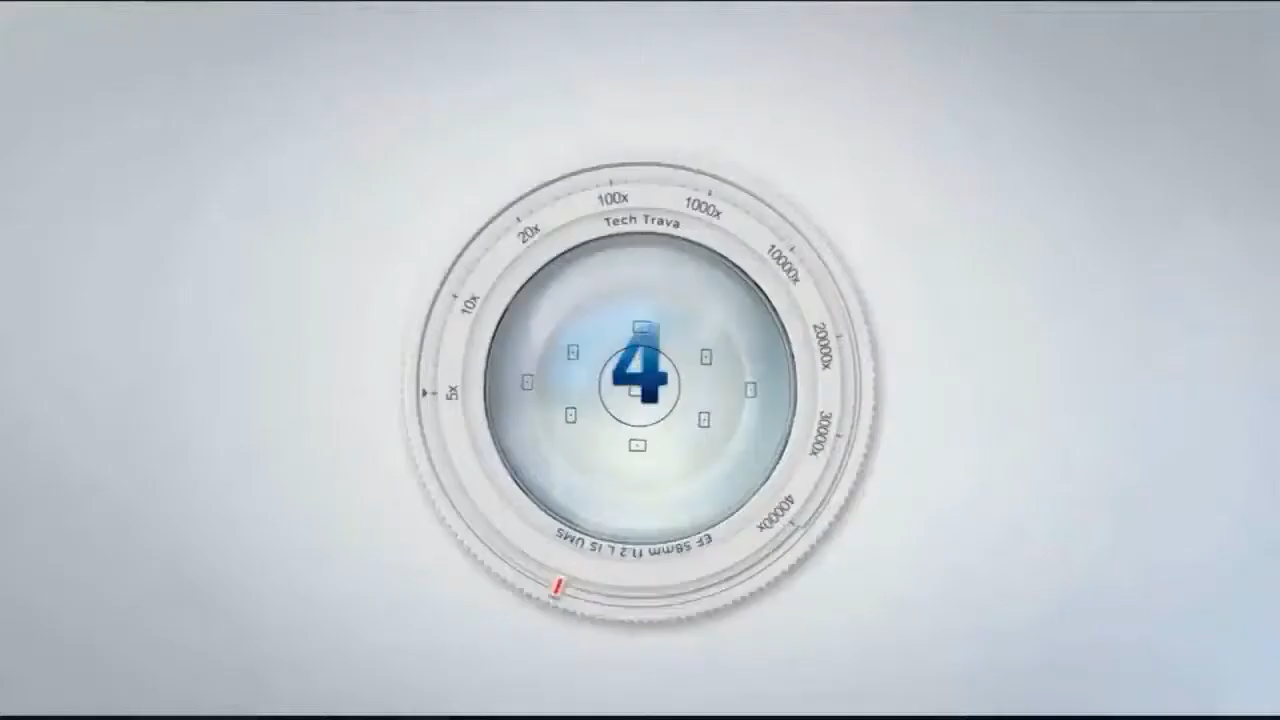 5x
10x
20x
100x
1000x
10000x
20000x
30000x
40000x
Tech Trava
4
EF 58mm f1.2 L IS UMS